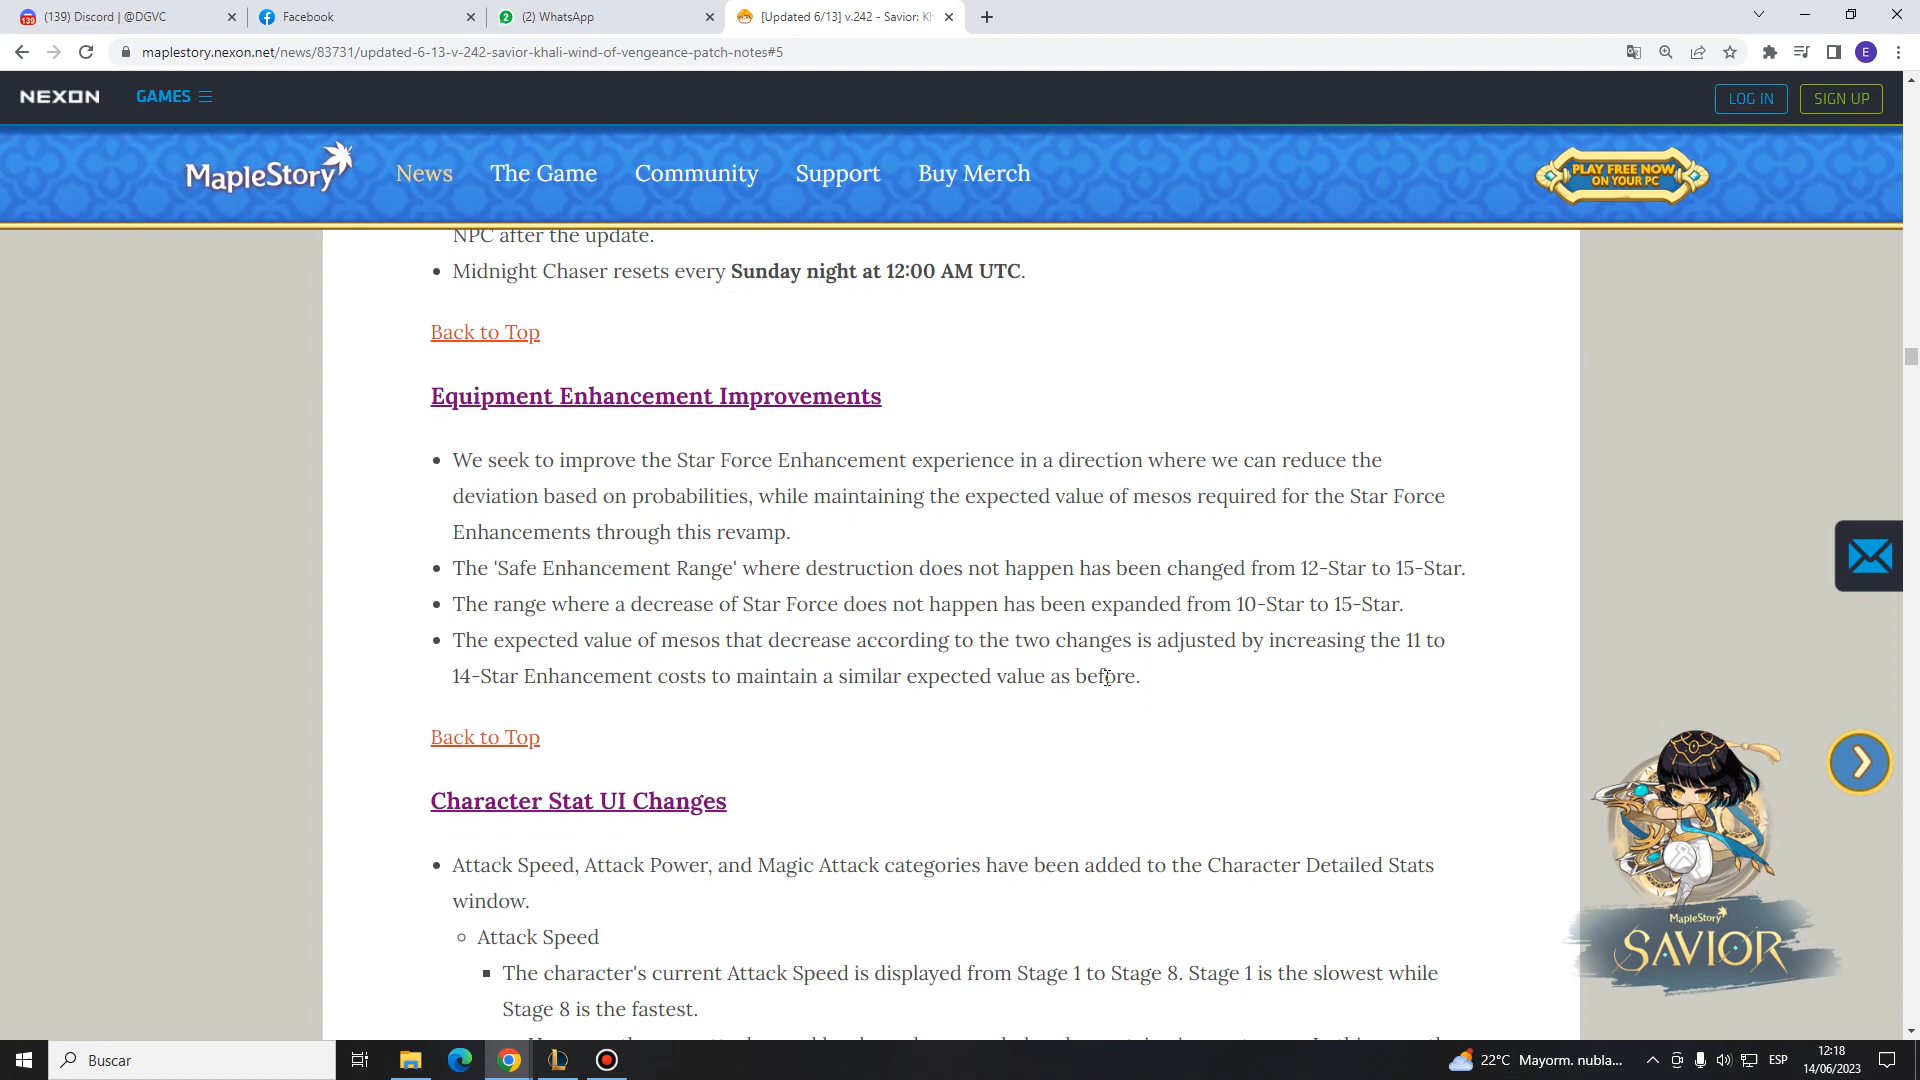 139
(139) Discord | @DGVC
Facebook
2
(2) WhatsApp
[Updated 6/13] v.242 - Savior: Kh
maplestory.nexon.net/news/83731/updated-6-13-v-242-savior-khali-wind-of-vengeance-patch-notes#5
E
NEXON
GAMES
LOG IN
SIGN UP
MapleStory
News
The Game
Community
Support
Buy Merch
PLAY FREE NOW
ON YOUR PC
NPC after the update.
• Midnight Chaser resets every Sunday night at 12:00 AM UTC.
Back to Top
Equipment Enhancement Improvements
• We seek to improve the Star Force Enhancement experience in a direction where we can reduce the
deviation based on probabilities, while maintaining the expected value of mesos required for the Star Force
Enhancements through this revamp.
• The 'Safe Enhancement Range' where destruction does not happen has been changed from 12-Star to 15-Star.
• The range where a decrease of Star Force does not happen has been expanded from 10-Star to 15-Star.
• The expected value of mesos that decrease according to the two changes is adjusted by increasing the 11 to
14-Star Enhancement costs to maintain a similar expected value as before.
Back to Top
Character Stat UI Changes
• Attack Speed, Attack Power, and Magic Attack categories have been added to the Character Detailed Stats
window.
Attack Speed
The character's current Attack Speed is displayed from Stage 1 to Stage 8. Stage 1 is the slowest while
Stage 8 is the fastest.
MapleStory
SAVIOR
Buscar
22°C Mayorm. nubla...
ESP
12:18
14/06/2023